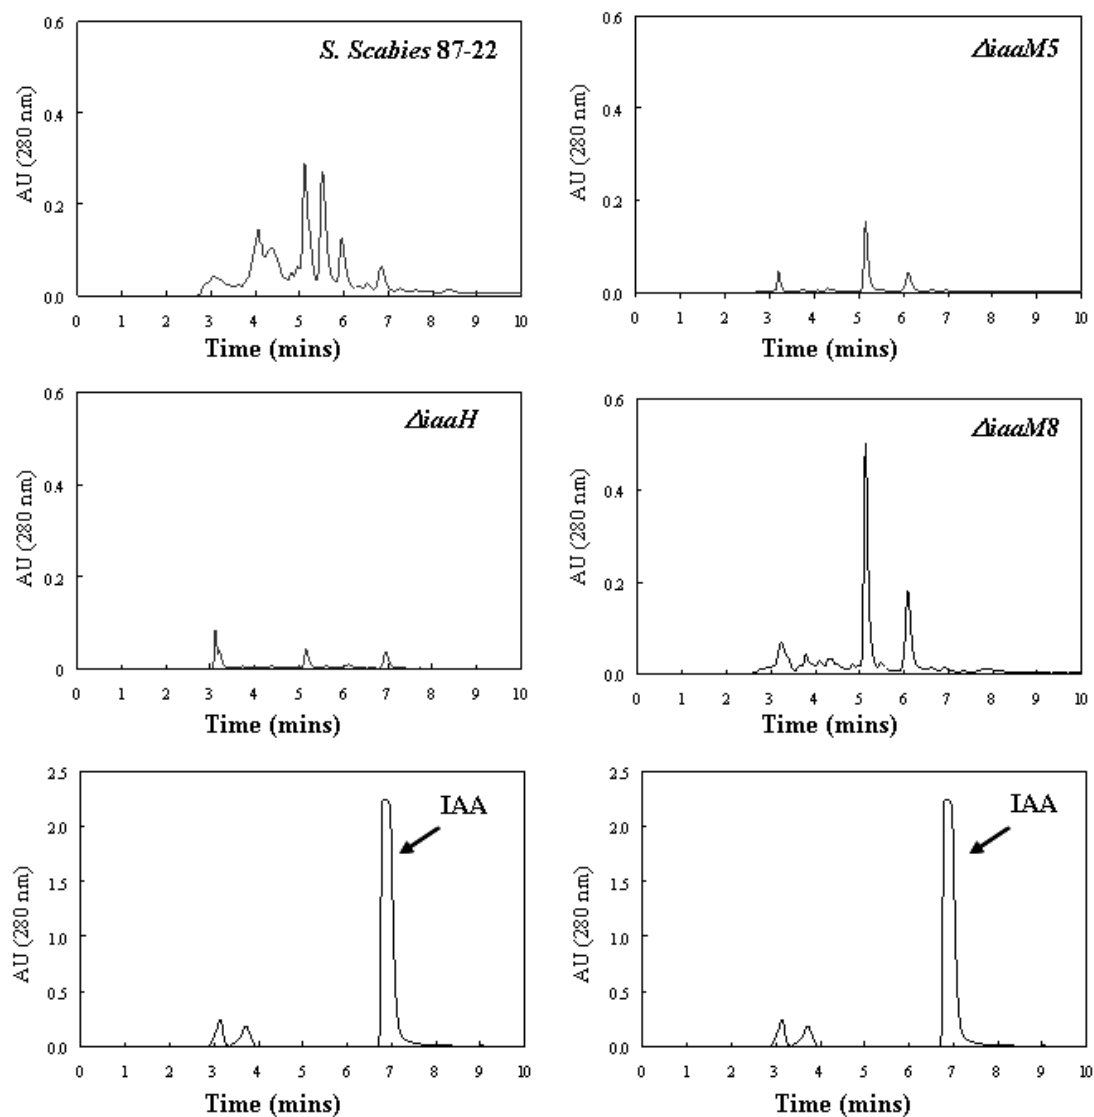 0.6
S. Scabies 87-22
0.4
AU (280 nm)
0.2
0.0
0 1 2 3 4 5 6 7 8 9 10
Time (mins)
0.6
ΔiaaM5
0.4
AU (280 nm)
0.2
0.0
0 1 2 3 4 5 6 7 8 9 10
Time (mins)
0.6
ΔiaaH
0.4
AU (280 nm)
0.2
0
0 1 2 3 4 5 6 7 8 9 10
Time (mins)
0.6
ΔiaaM8
0.4
AU (280 nm)
0.2
0.0
0 1 2 3 4 5 6 7 8 9 10
Time (mins)
2.5
IAA
2.0
1.5
AU (280 nm)
1.0
0.5
0.0
0 1 2 3 4 5 6 7 8 9 10
Time (mins)
2.5
IAA
2.0
1.5
AU (280 nm)
1.0
0.5
0.0
0 1 2 3 4 5 6 7 8 9 10
Time (mins)